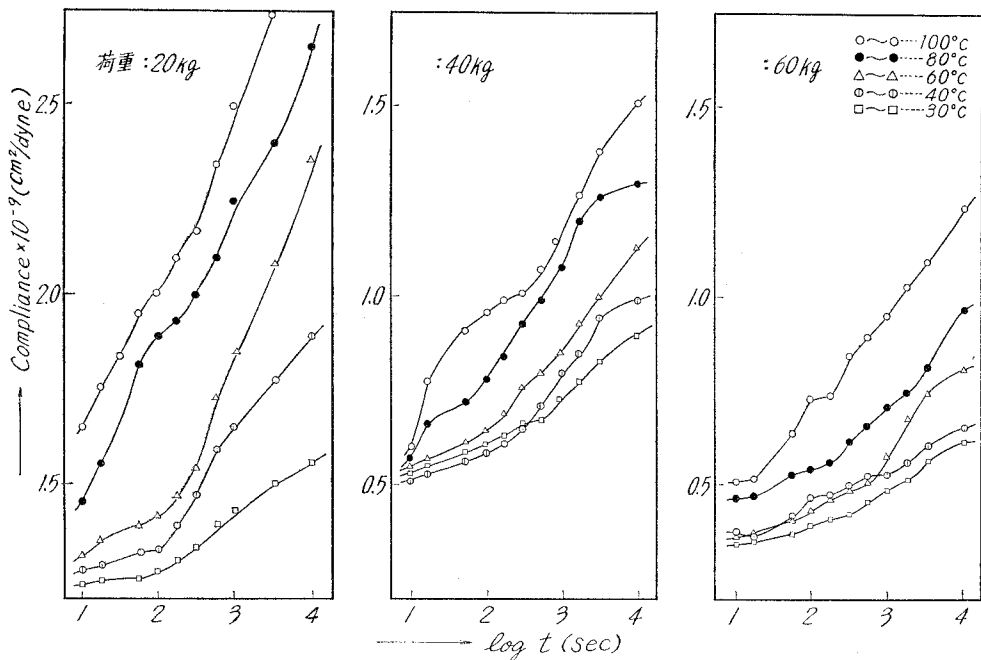 荷重:20kg
:40kg
:60kg
○~○----100°c
●~●----80°c
△~△----60°c
⦶~⦶----40°c
□~□----30°c
2.5
2.0
1.5
1.5
1.0
0.5
1.5
1.0
0.5
→ Compliance×10⁻⁹ (cm²/dyne)
1 2 3 4
1 2 3 4
1 2 3 4
→ log t (sec)